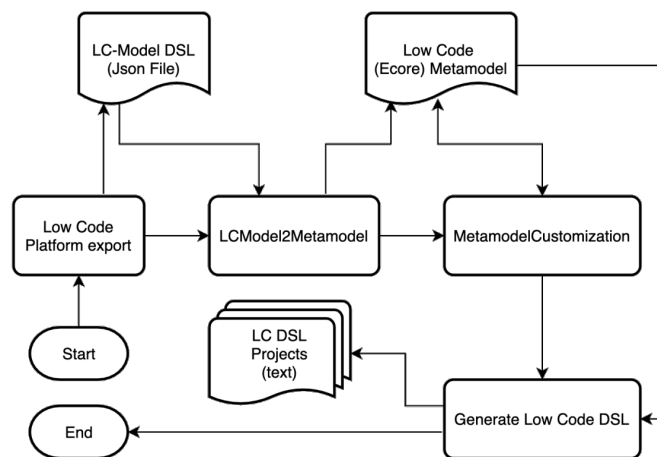 LC-Model DSL
(Json File)
Low Code
(Ecore) Metamodel
Low Code
Platform export
LCModel2Metamodel
MetamodelCustomization
Start
LC DSL
Projects
(text)
End
Generate Low Code DSL